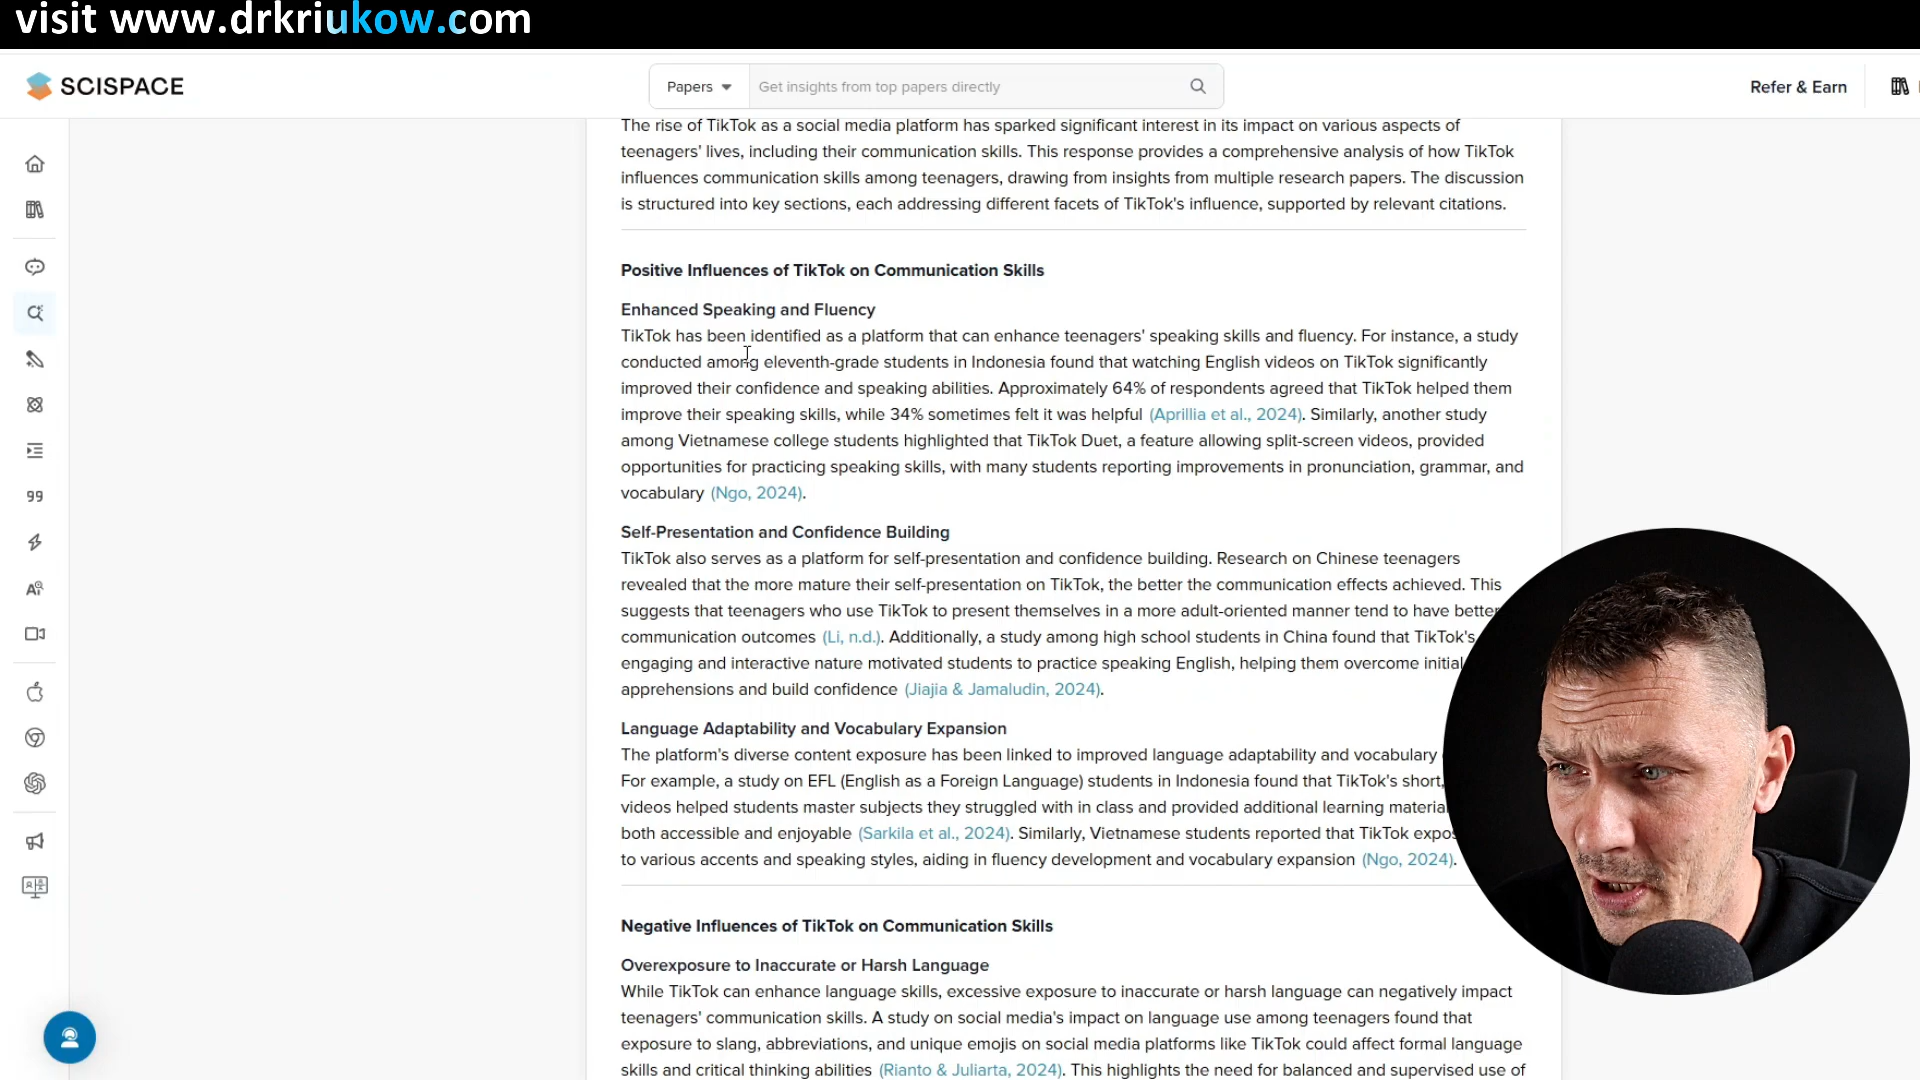 visit www.drkriukow.com
SCISPACE
Papers
Get insights from top papers directly
Refer & Earn
The rise of TikTok as a social media platform has sparked significant interest in its impact on various aspects of
teenagers' lives, including their communication skills. This response provides a comprehensive analysis of how TikTok
influences communication skills among teenagers, drawing from insights from multiple research papers. The discussion
is structured into key sections, each addressing different facets of TikTok's influence, supported by relevant citations.
Positive Influences of TikTok on Communication Skills
Enhanced Speaking and Fluency
TikTok has been identified as a platform that can enhance teenagers' speaking skills and fluency. For instance, a study
conducted among eleventh-grade students in Indonesia found that watching English videos on TikTok significantly
improved their confidence and speaking abilities. Approximately 64% of respondents agreed that TikTok helped them
improve their speaking skills, while 34% sometimes felt it was helpful (Aprillia et al., 2024). Similarly, another study
among Vietnamese college students highlighted that TikTok Duet, a feature allowing split-screen videos, provided
opportunities for practicing speaking skills, with many students reporting improvements in pronunciation, grammar, and
vocabulary (Ngo, 2024).
Self-Presentation and Confidence Building
TikTok also serves as a platform for self-presentation and confidence building. Research on Chinese teenagers
revealed that the more mature their self-presentation on TikTok, the better the communication effects achieved. This
suggests that teenagers who use TikTok to present themselves in a more adult-oriented manner tend to have better
communication outcomes (Li, n.d.). Additionally, a study among high school students in China found that TikTok's
engaging and interactive nature motivated students to practice speaking English, helping them overcome initial
apprehensions and build confidence (Jiajia & Jamaludin, 2024).
Language Adaptability and Vocabulary Expansion
The platform's diverse content exposure has been linked to improved language adaptability and vocabulary
For example, a study on EFL (English as a Foreign Language) students in Indonesia found that TikTok's short,
videos helped students master subjects they struggled with in class and provided additional learning
both accessible and enjoyable (Sarkila et al., 2024). Similarly, Vietnamese students reported that TikTok
to various accents and speaking styles, aiding in fluency development and vocabulary expansion (Ngo, 2024).
Negative Influences of TikTok on Communication Skills
Overexposure to Inaccurate or Harsh Language
While TikTok can enhance language skills, excessive exposure to inaccurate or harsh language can negatively impact
teenagers' communication skills. A study on social media's impact on language use among teenagers found that
exposure to slang, abbreviations, and unique emojis on social media platforms like TikTok could affect formal language
skills and critical thinking abilities (Rianto & Juliarta, 2024). This highlights the need for balanced and supervised use of